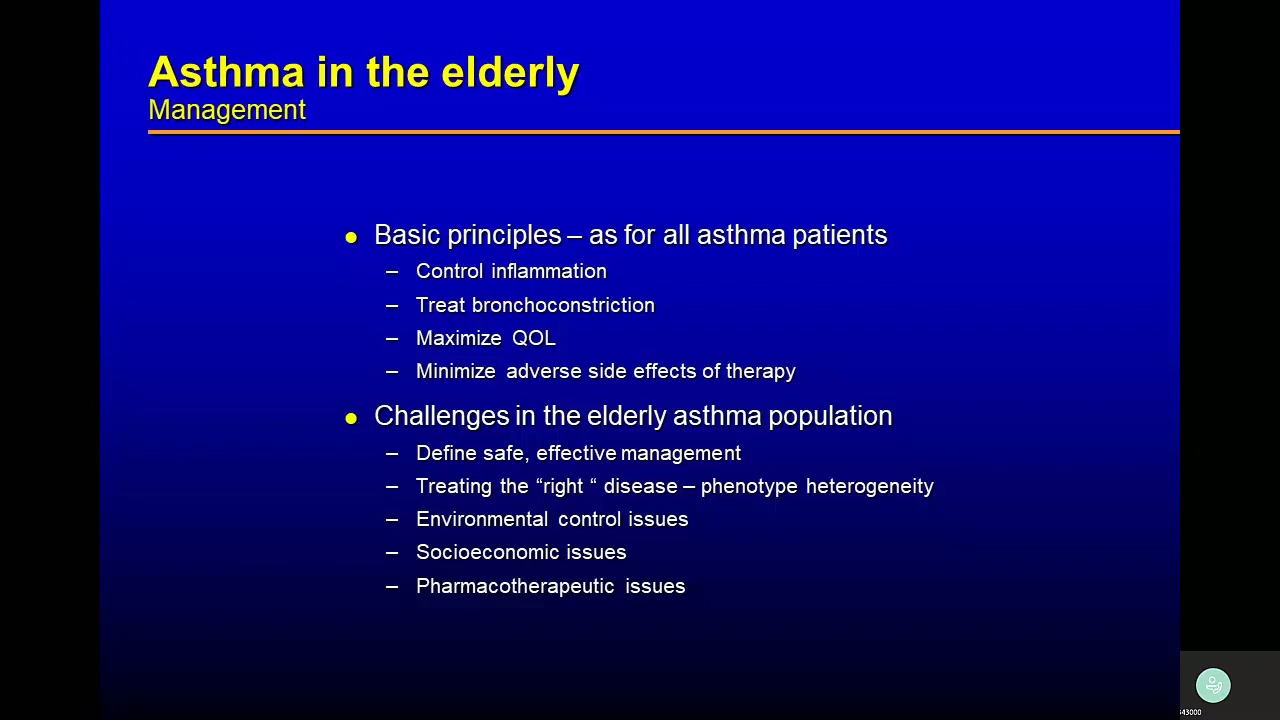 Asthma in the elderly
Management
● Basic principles – as for all asthma patients
– Control inflammation
– Treat bronchoconstriction
– Maximize QOL
– Minimize adverse side effects of therapy
● Challenges in the elderly asthma population
– Define safe, effective management
– Treating the “right “ disease – phenotype heterogeneity
– Environmental control issues
– Socioeconomic issues
– Pharmacotherapeutic issues
543000